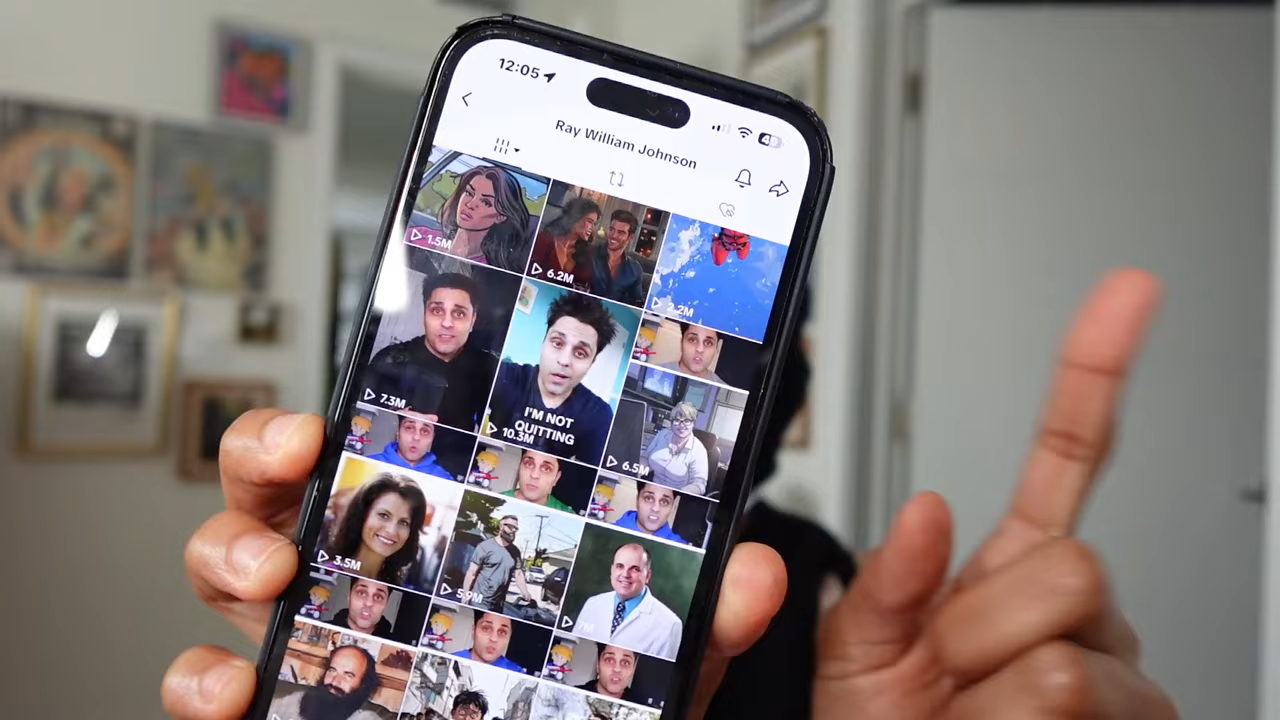 12:05
Ray William Johnson
1.5M
6.2M
2.2M
7.3M
I'M NOT
QUITTING
10.3M
6.5M
3.5M
5.9M
7M